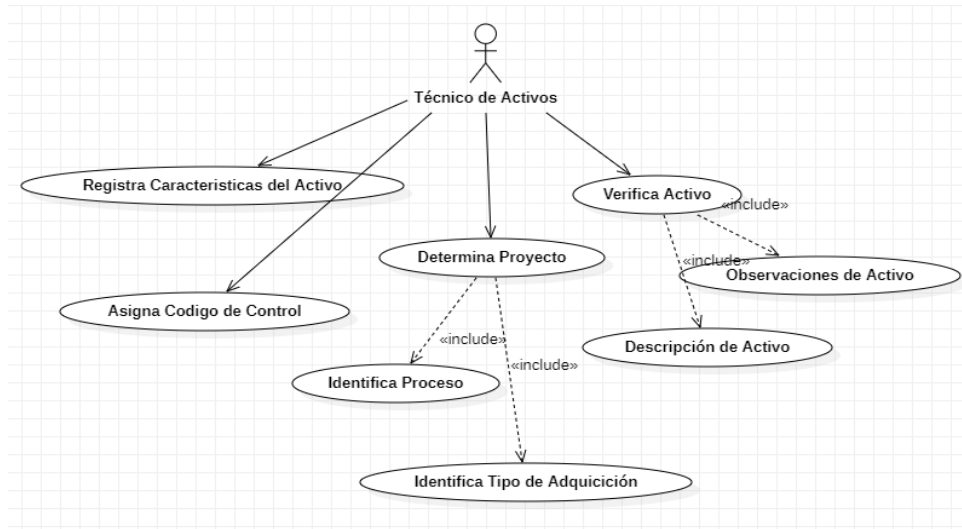 Técnico de Activos
Registra Caracteristicas del Activo
Verifica Activo
«include»
Determina Proyecto
«include»
Observaciones de Activo
Asigna Codigo de Control
«include»
Descripción de Activo
«include»
Identifica Proceso
Identifica Tipo de Adquicición